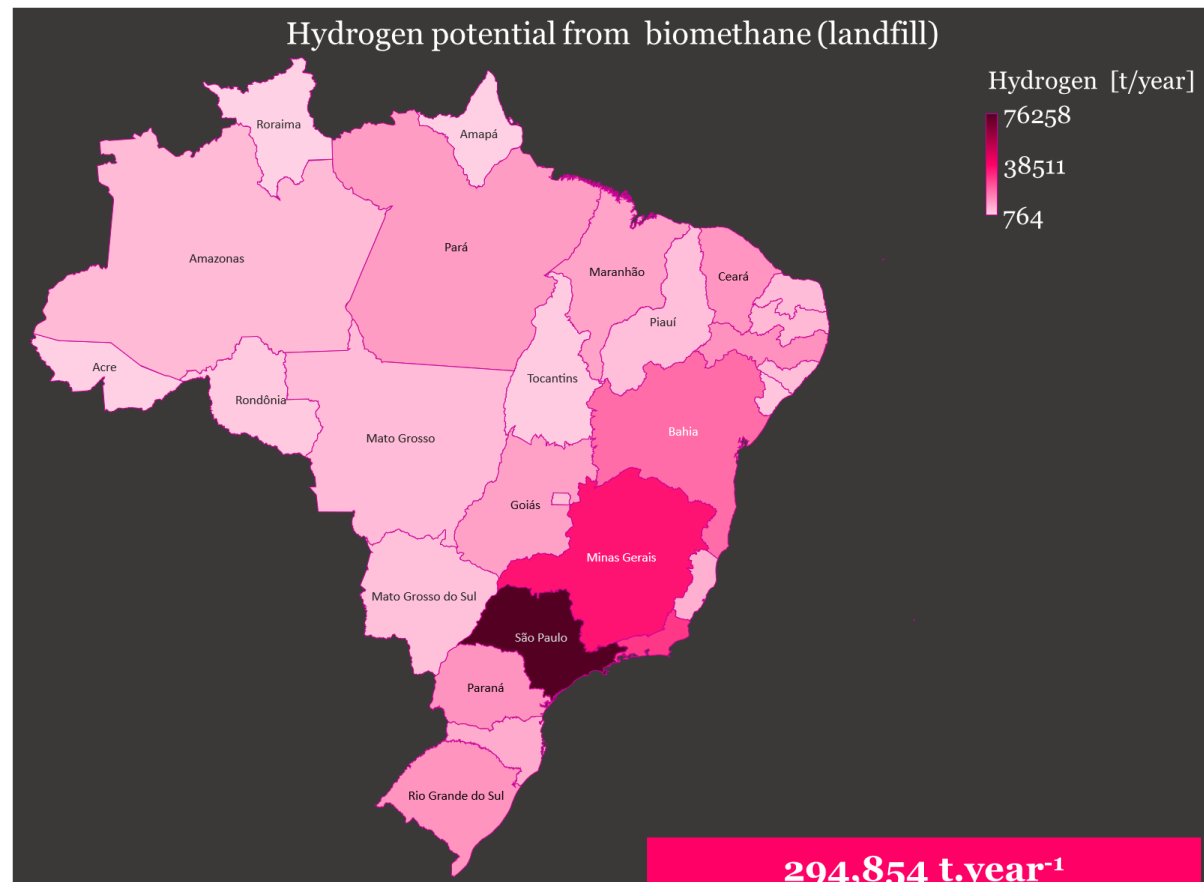 Hydrogen potential from biomethane (landfill)
Hydrogen [t/year]
76258
38511
764
Roraima
Amapá
Amazonas
Pará
Maranhão
Ceará
Piauí
Acre
Rondônia
Tocantins
Mato Grosso
Bahia
Goiás
Minas Gerais
Mato Grosso do Sul
São Paulo
Paraná
Rio Grande do Sul
294,854 t.year⁻¹